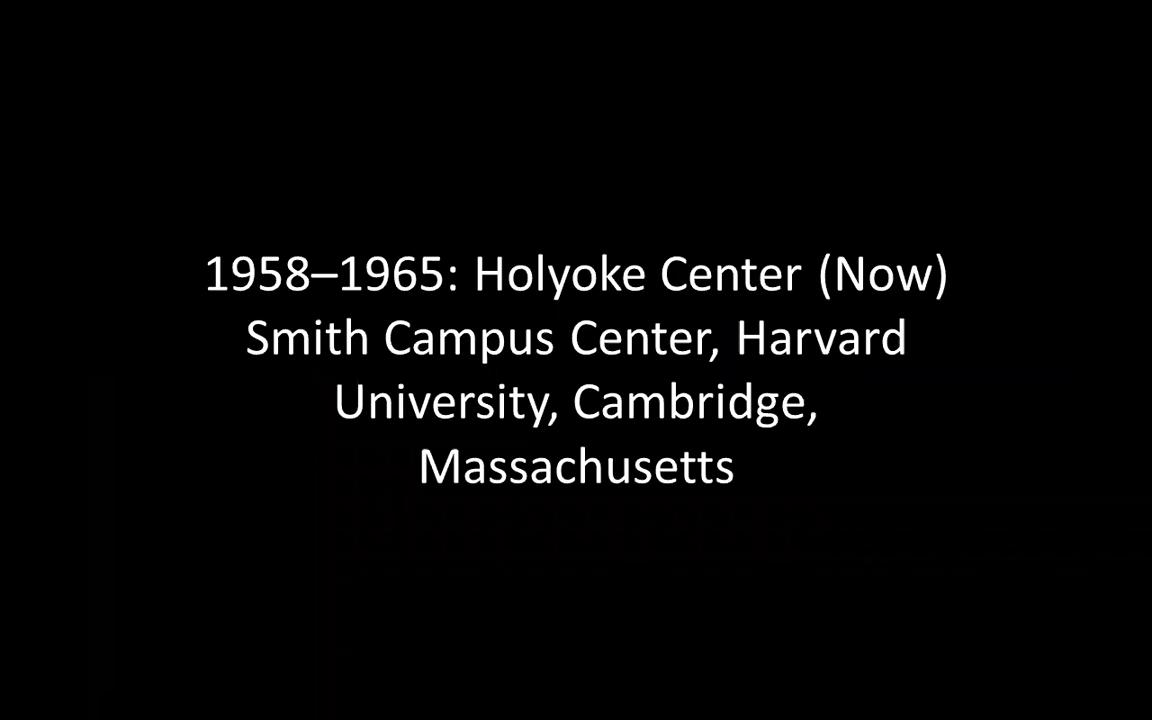 1958–1965: Holyoke Center (Now)
Smith Campus Center, Harvard
University, Cambridge,
Massachusetts